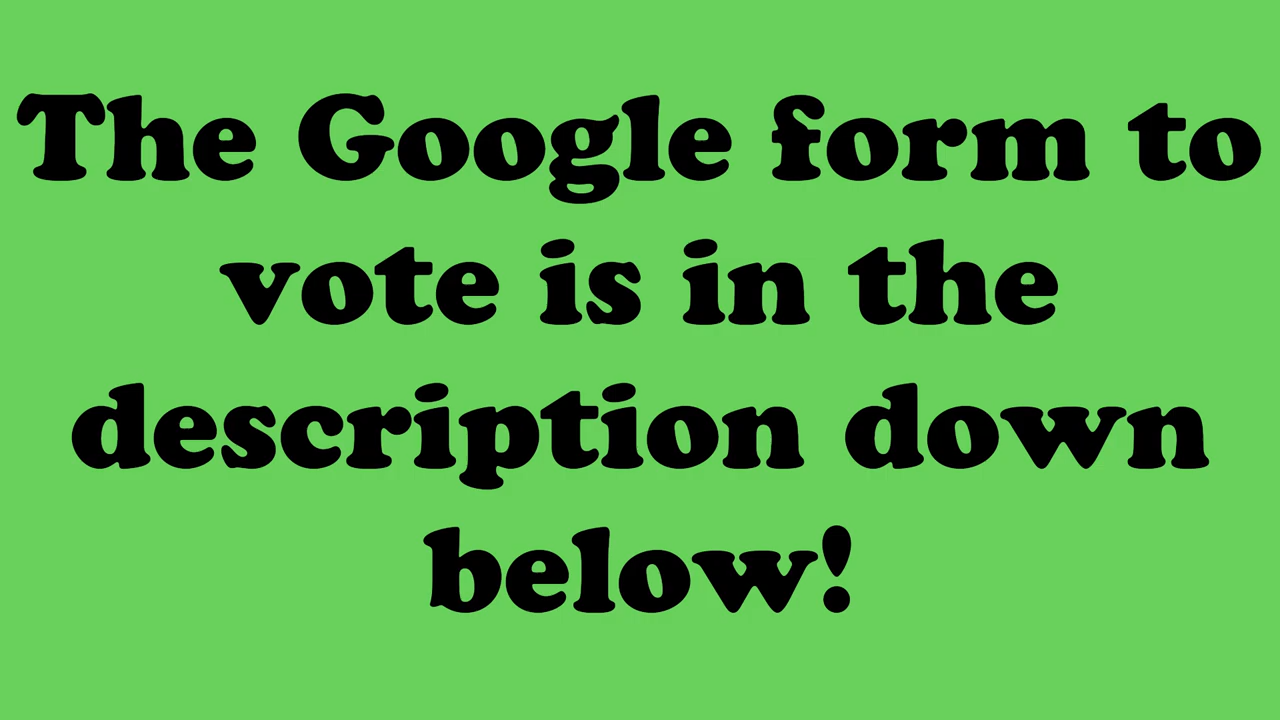 The Google form to
vote is in the
description down
below!